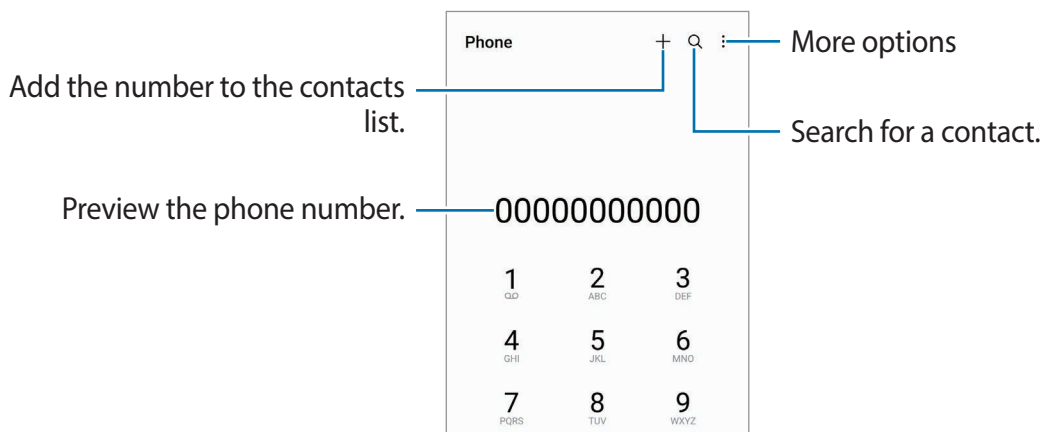 Phone
More options
Add the number to the contacts
list.
Search for a contact.
Preview the phone number.
00000000000
1 2 3
ABC DEF
4 5 6
GHI JKL MNO
7 8 9
PQRS TUV WXYZ